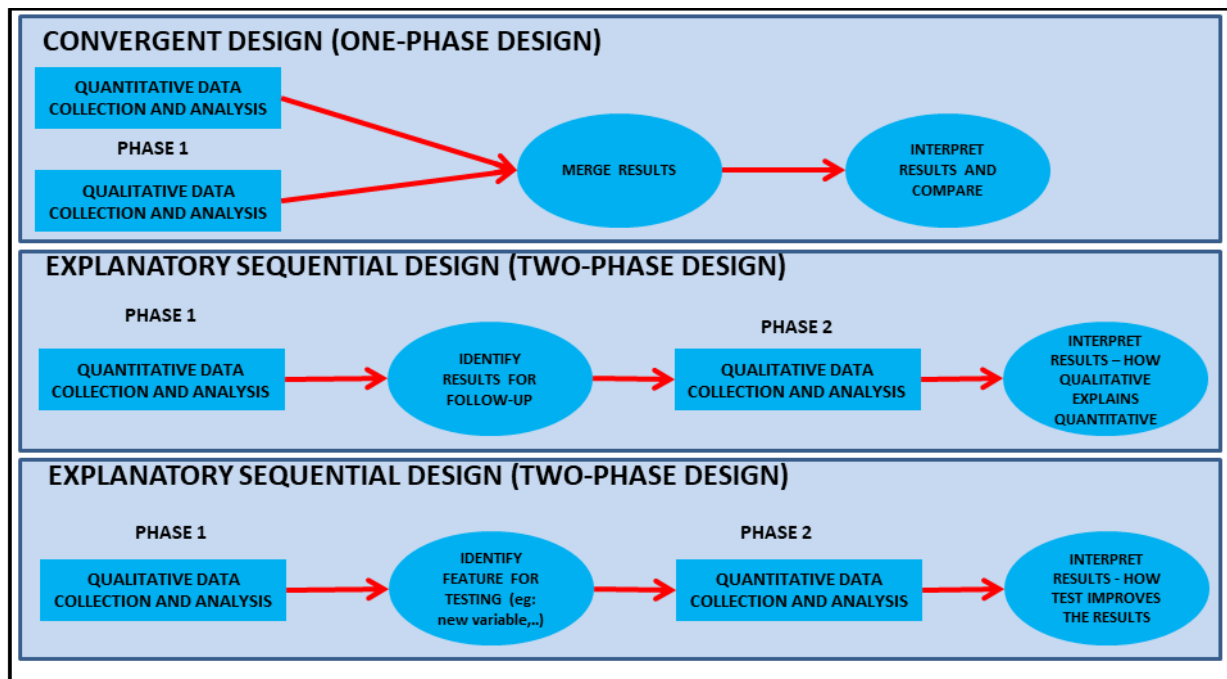 CONVERGENT DESIGN (ONE-PHASE DESIGN)
QUANTITATIVE DATA
COLLECTION AND ANALYSIS
PHASE 1
QUALITATIVE DATA
COLLECTION AND ANALYSIS
MERGE RESULTS
INTERPRET
RESULTS AND
COMPARE
EXPLANATORY SEQUENTIAL DESIGN (TWO-PHASE DESIGN)
PHASE 1
QUANTITATIVE DATA
COLLECTION AND ANALYSIS
IDENTIFY
RESULTS FOR
FOLLOW-UP
PHASE 2
QUALITATIVE DATA
COLLECTION AND ANALYSIS
INTERPRET
RESULTS – HOW
QUALITATIVE
EXPLAINS
QUANTITATIVE
EXPLANATORY SEQUENTIAL DESIGN (TWO-PHASE DESIGN)
PHASE 1
QUALITATIVE DATA
COLLECTION AND ANALYSIS
IDENTIFY
FEATURE FOR
TESTING (eg:
new variable,..)
PHASE 2
QUANTITATIVE DATA
COLLECTION AND ANALYSIS
INTERPRET
RESULTS - HOW
TEST IMPROVES
THE RESULTS